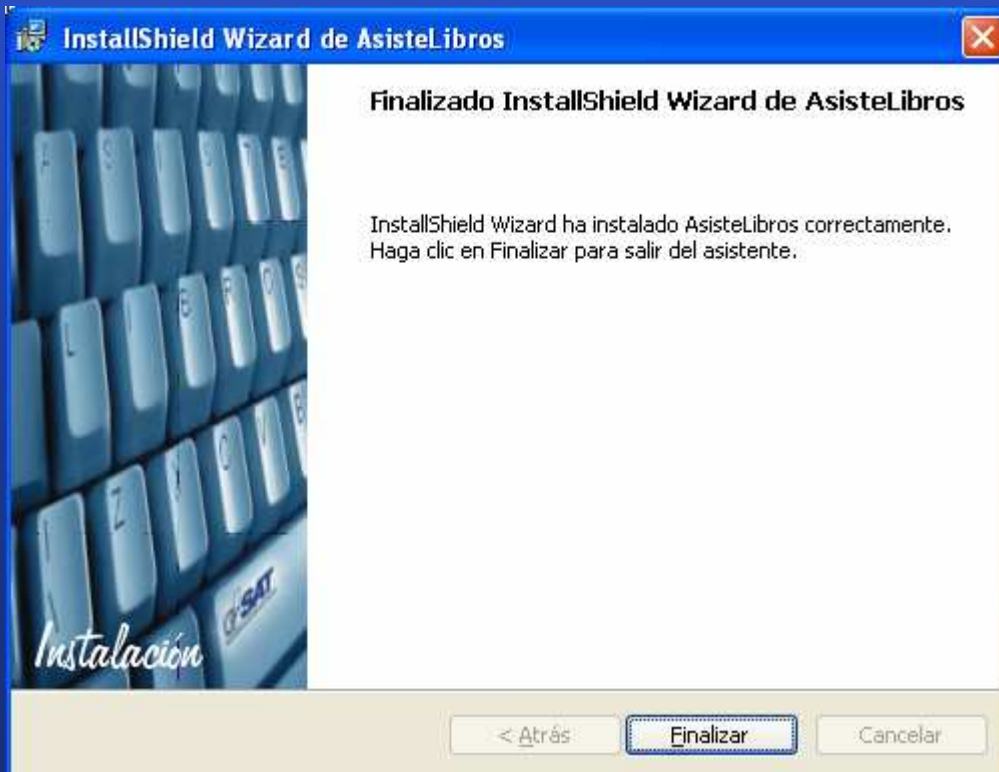 InstallShield Wizard de AsisteLibros
Finalizado InstallShield Wizard de AsisteLibros
InstallShield Wizard ha instalado AsisteLibros correctamente.
Haga clic en Finalizar para salir del asistente.
SAT
Instalación
< Atrás
Finalizar
Cancelar